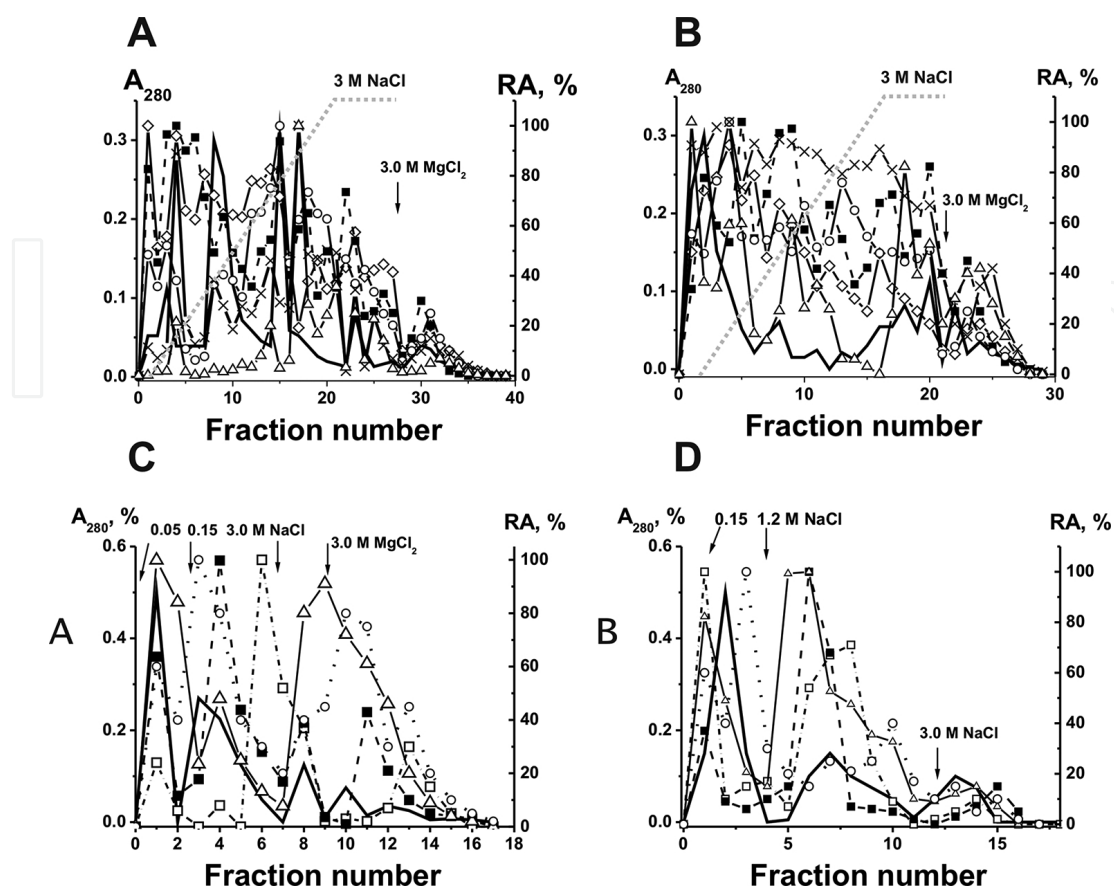 A
A280
3 M NaCl
RA, %
0.3
0.2
0.1
0.0
100
80
60
40
20
0
3.0 M MgCl2
0 10 20 30 40
Fraction number
B
A280
3 M NaCl
RA, %
0.3
0.2
0.1
0.0
100
80
60
40
20
0
3.0 M MgCl2
0 10 20 30
Fraction number
C
A280, %
0.05 0.15 3.0 M NaCl
RA, %
3.0 M MgCl2
0.6
0.4
0.2
0.0
100
80
60
40
20
0
A
0 2 4 6 8 10 12 14 16 18
Fraction number
D
A280, %
0.15 1.2 M NaCl
RA, %
0.6
0.4
0.2
0.0
100
80
60
40
20
0
B
3.0 M NaCl
0 5 10 15
Fraction number